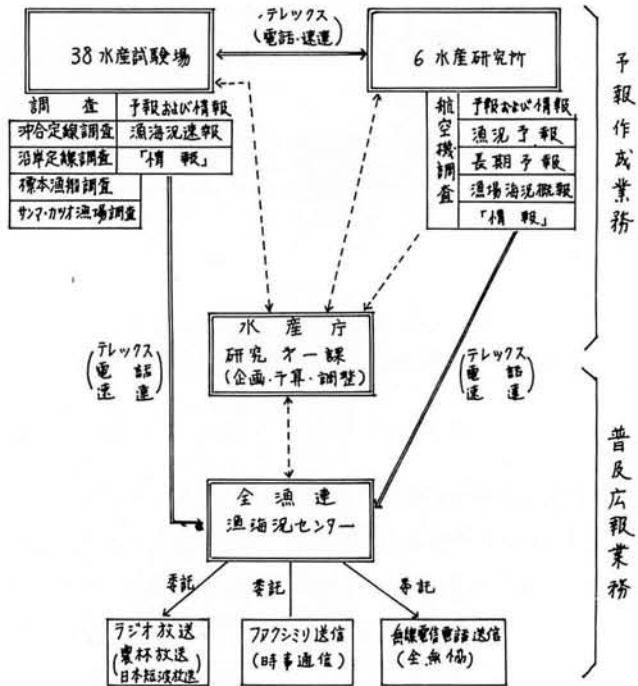 テレックス
(電話・速達)
38 水産試験場
6 水産研究所
調査
沖合定線調査
沿岸定線調査
標本漁船調査
サンマ・カツオ漁場調査
予報および情報
漁海況速報
「情報」
航空機調査
予報および情報
漁況予報
長期予報
漁場海況概報
「情報」
予報作成業務
水産庁
研究オ一課
(企画・予算・調整)
(テレックス
電話
速達)
(テレックス
電話
速達)
全漁連
漁海況センター
普及広報業務
委託
委託
委託
ラジオ放送
(農林放送
日本短波放送)
ファクシミリ送信
(時事通信)
無線電信電話送信
(全無協)